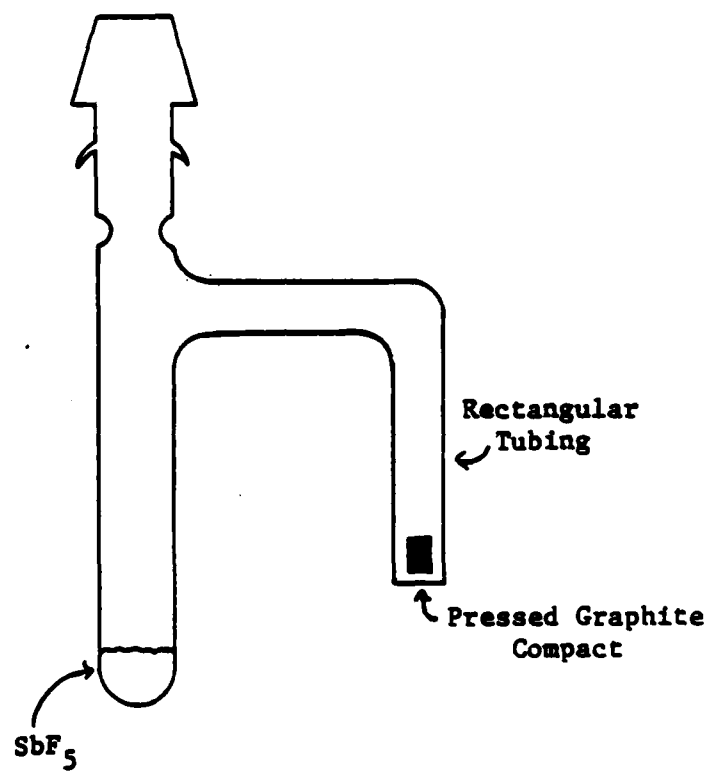 Rectangular
Tubing
Pressed Graphite
Compact
SbF5